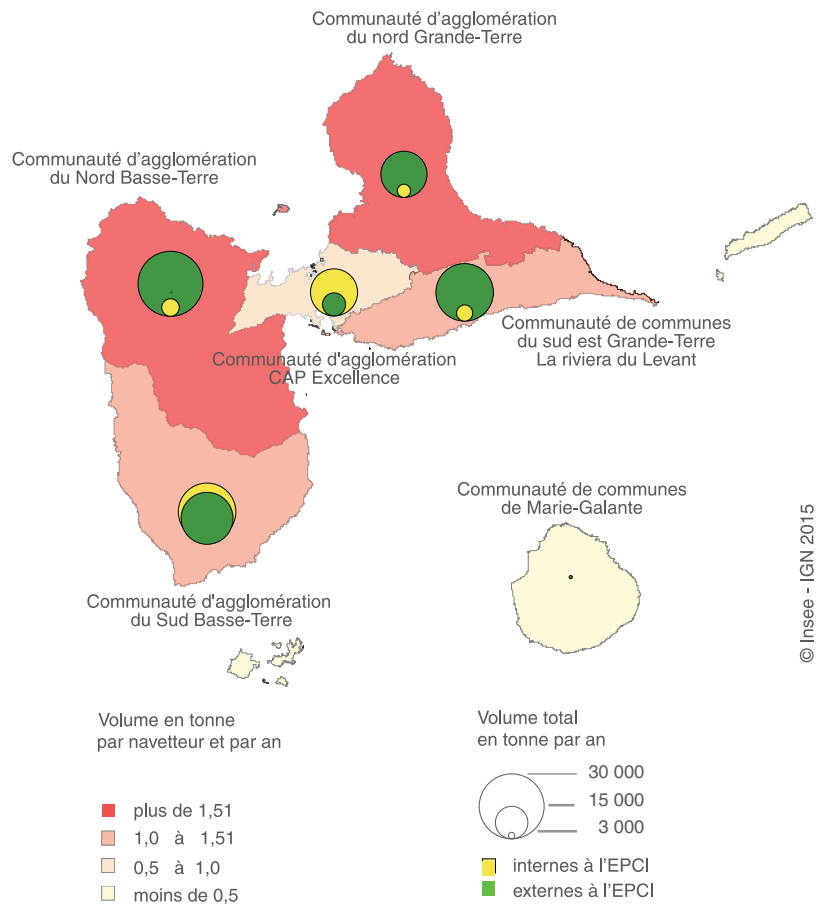 Communauté d'agglomération
du nord Grande-Terre
Communauté d'agglomération
du Nord Basse-Terre
Communauté de communes
du sud est Grande-Terre
La riviera du Levant
Communauté d'agglomération
CAP Excellence
Communauté de communes
de Marie-Galante
Communauté d'agglomération
du Sud Basse-Terre
© Insee - IGN 2015
Volume en tonne
par navetteur et par an
plus de 1,51
1,0 à 1,51
0,5 à 1,0
moins de 0,5
Volume total
en tonne par an
30 000
15 000
3 000
internes à l'EPCI
externes à l'EPCI